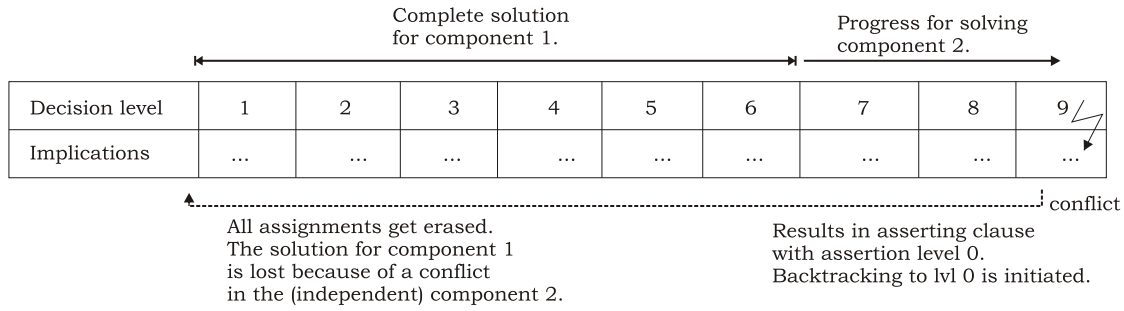 Complete solution
for component 1.
Progress for solving
component 2.
Decision level 1 2 3 4 5 6 7 8 9
Implications ... ... ... ... ... ... ... ... ...
conflict
All assignments get erased.
The solution for component 1
is lost because of a conflict
in the (independent) component 2.
Results in asserting clause
with assertion level 0.
Backtracking to lvl 0 is initiated.